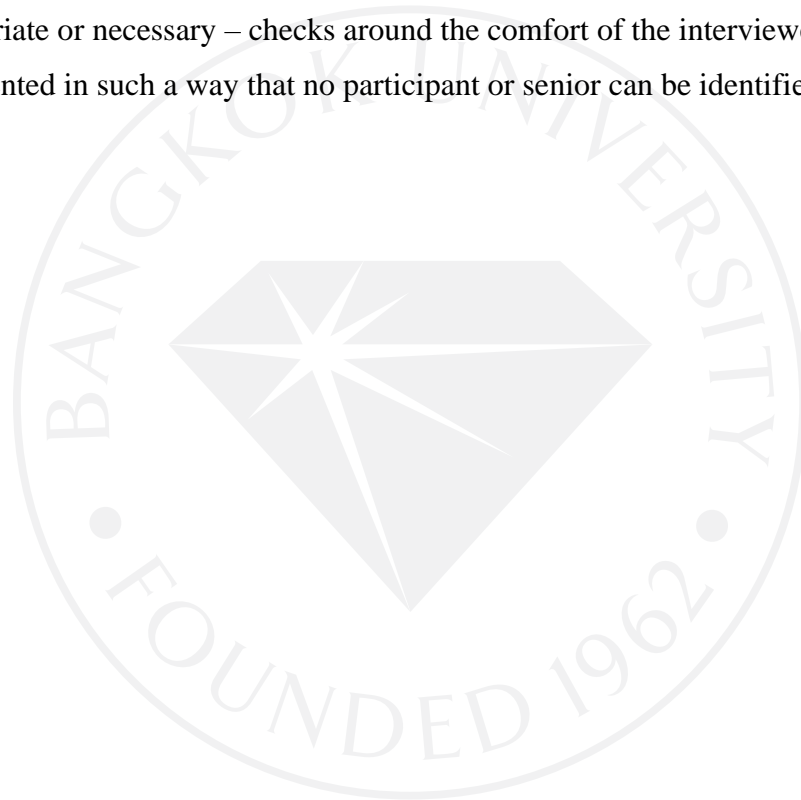 riate or necessary – checks around the comfort of the interviewe
nted in such a way that no participant or senior can be identifie
BANGKOK UNIVERSITY
• FOUNDED 1962 •